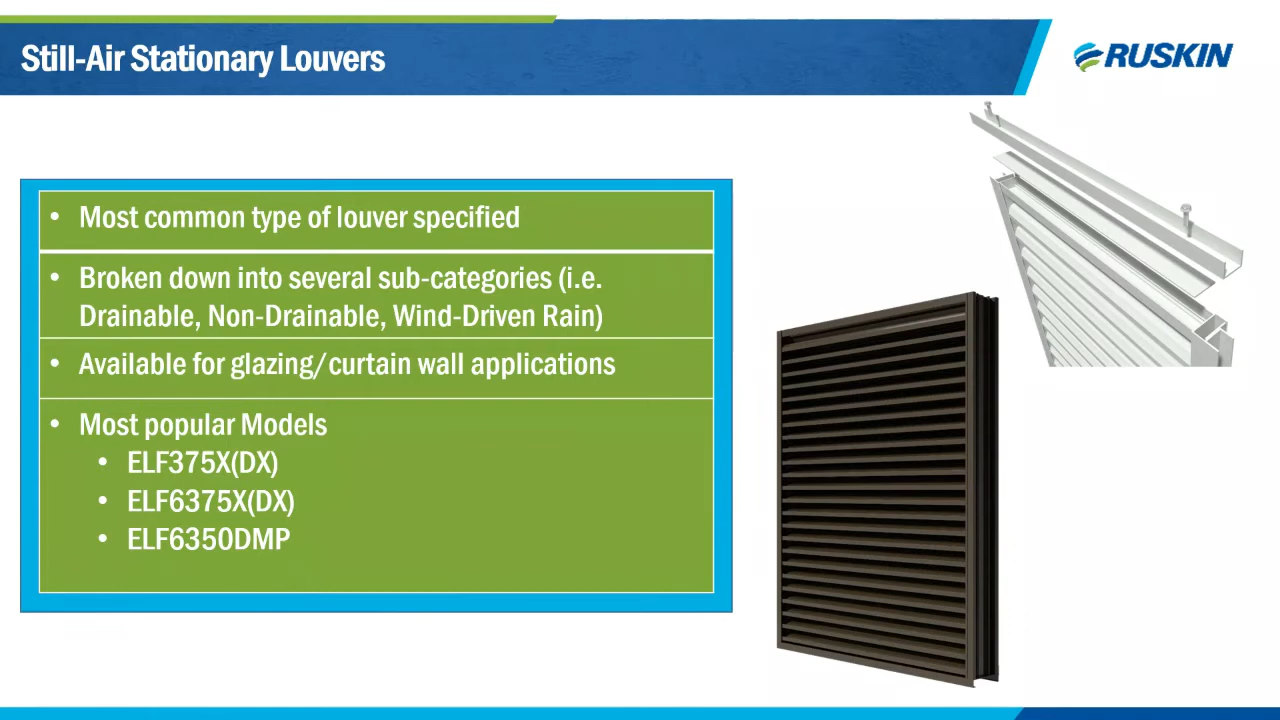 Still-Air Stationary Louvers
RUSKIN
• Most common type of louver specified
• Broken down into several sub-categories (i.e.
Drainable, Non-Drainable, Wind-Driven Rain)
• Available for glazing/curtain wall applications
• Most popular Models
• ELF375X(DX)
• ELF6375X(DX)
• ELF6350DMP